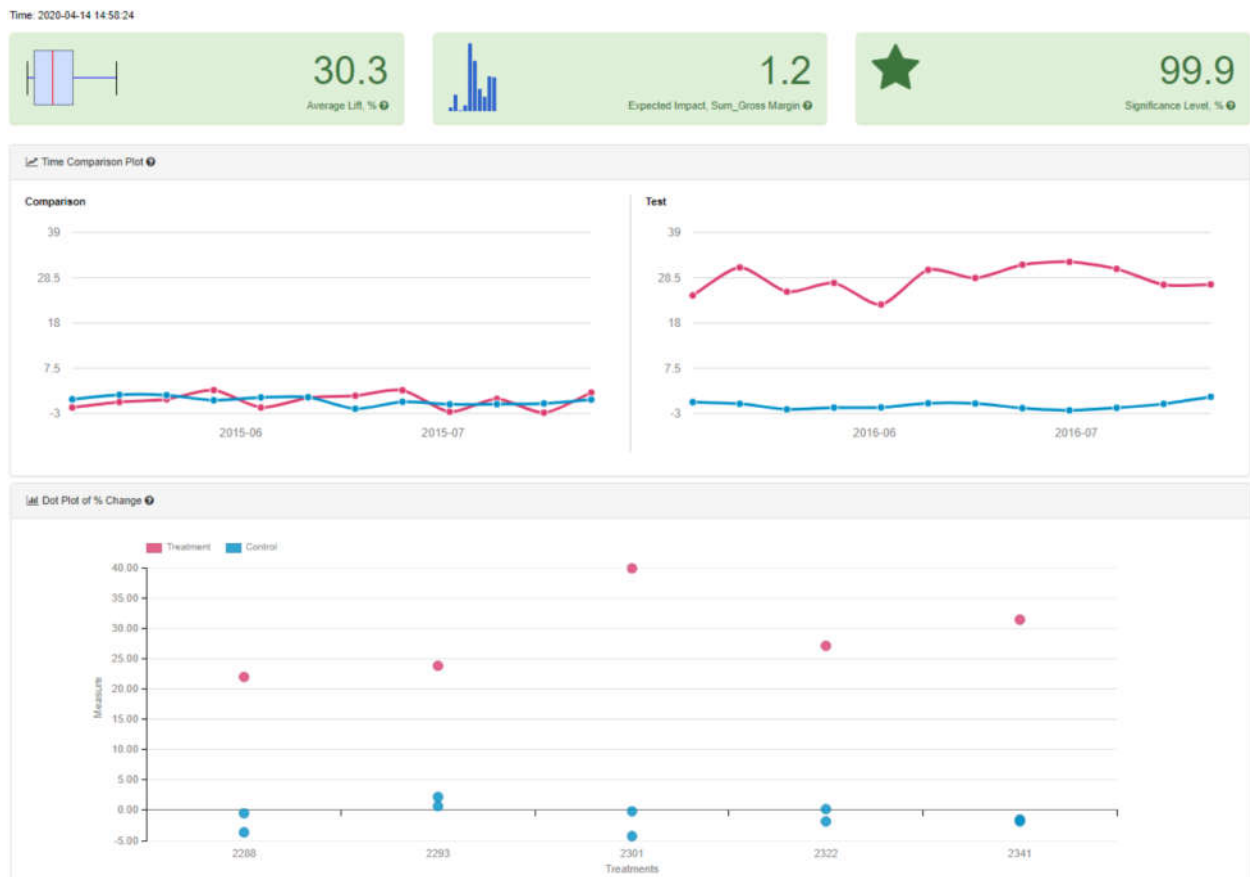 Time: 2020-04-14 14:58:24
30.3
Average Lift, %
1.2
Expected Impact, Sum_Gross Margin
99.9
Significance Level, %
Time Comparison Plot
Comparison
39
28.5
18
7.5
-3
2015-06 2015-07
Test
39
28.5
18
7.5
-3
2016-06 2016-07
Dot Plot of % Change
Treatment Control
40.00
35.00
30.00
25.00
20.00
15.00
10.00
5.00
0.00
-5.00
Measure
2288 2293 2301 2322 2341
Treatments